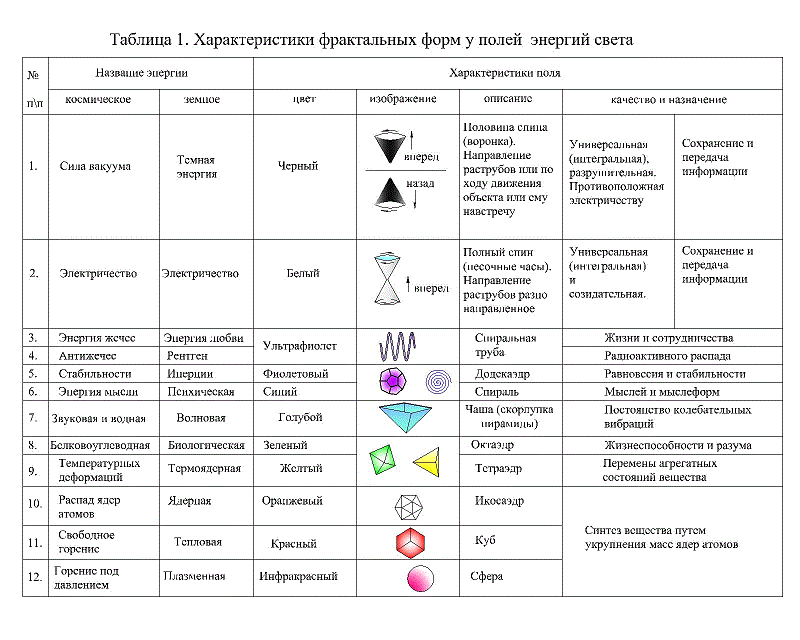 Таблица 1. Характеристики фрактальных форм у полей энергий света
№ п\п
Название энергии
Характеристики поля
космическое
земное
цвет
изображение
описание
качество и назначение
1.
Сила вакуума
Темная
энергия
Черный
вперед
назад
Половина спина
(воронка).
Направление
раструбов или по
ходу движения
объекта или ему
навстречу
Универсальная
(интегральная),
разрушительная.
Противоположная
электричеству
Сохранение и
передача
информации
2.
Электричество
Электричество
Белый
вперед
Полный спин
(песочные часы).
Направление
раструбов разно
направленное
Универсальная
(интегральная)
и
созидательная.
Сохранение и
передача
информации
3.
Энергия жечес
Энергия любви
Ультрафиолет
Спиральная
труба
Жизни и сотрудничества
4.
Антижечес
Рентген
Радиоактивного распада
5.
Стабильности
Инерции
Фиолетовый
Додекаэдр
Равновесия и стабильности
6.
Энергия мысли
Психическая
Синий
Спираль
Мыслей и мыслеформ
7.
Звуковая и водная
Волновая
Голубой
Чаша (скорлупка
пирамиды)
Постоянство колебательных
вибраций
8.
Белковоуглеводная
Биологическая
Зеленый
Октаэдр
Жизнеспособности и разума
9.
Температурных
деформаций
Термоядерная
Желтый
Тетраэдр
Перемены агрегатных
состояний вещества
10.
Распад ядер
атомов
Ядерная
Оранжевый
Икосаэдр
Синтез вещества путем
укрупнения масс ядер атомов
11.
Свободное
горение
Тепловая
Красный
Куб
12.
Горение под
давлением
Плазменная
Инфракрасный
Сфера